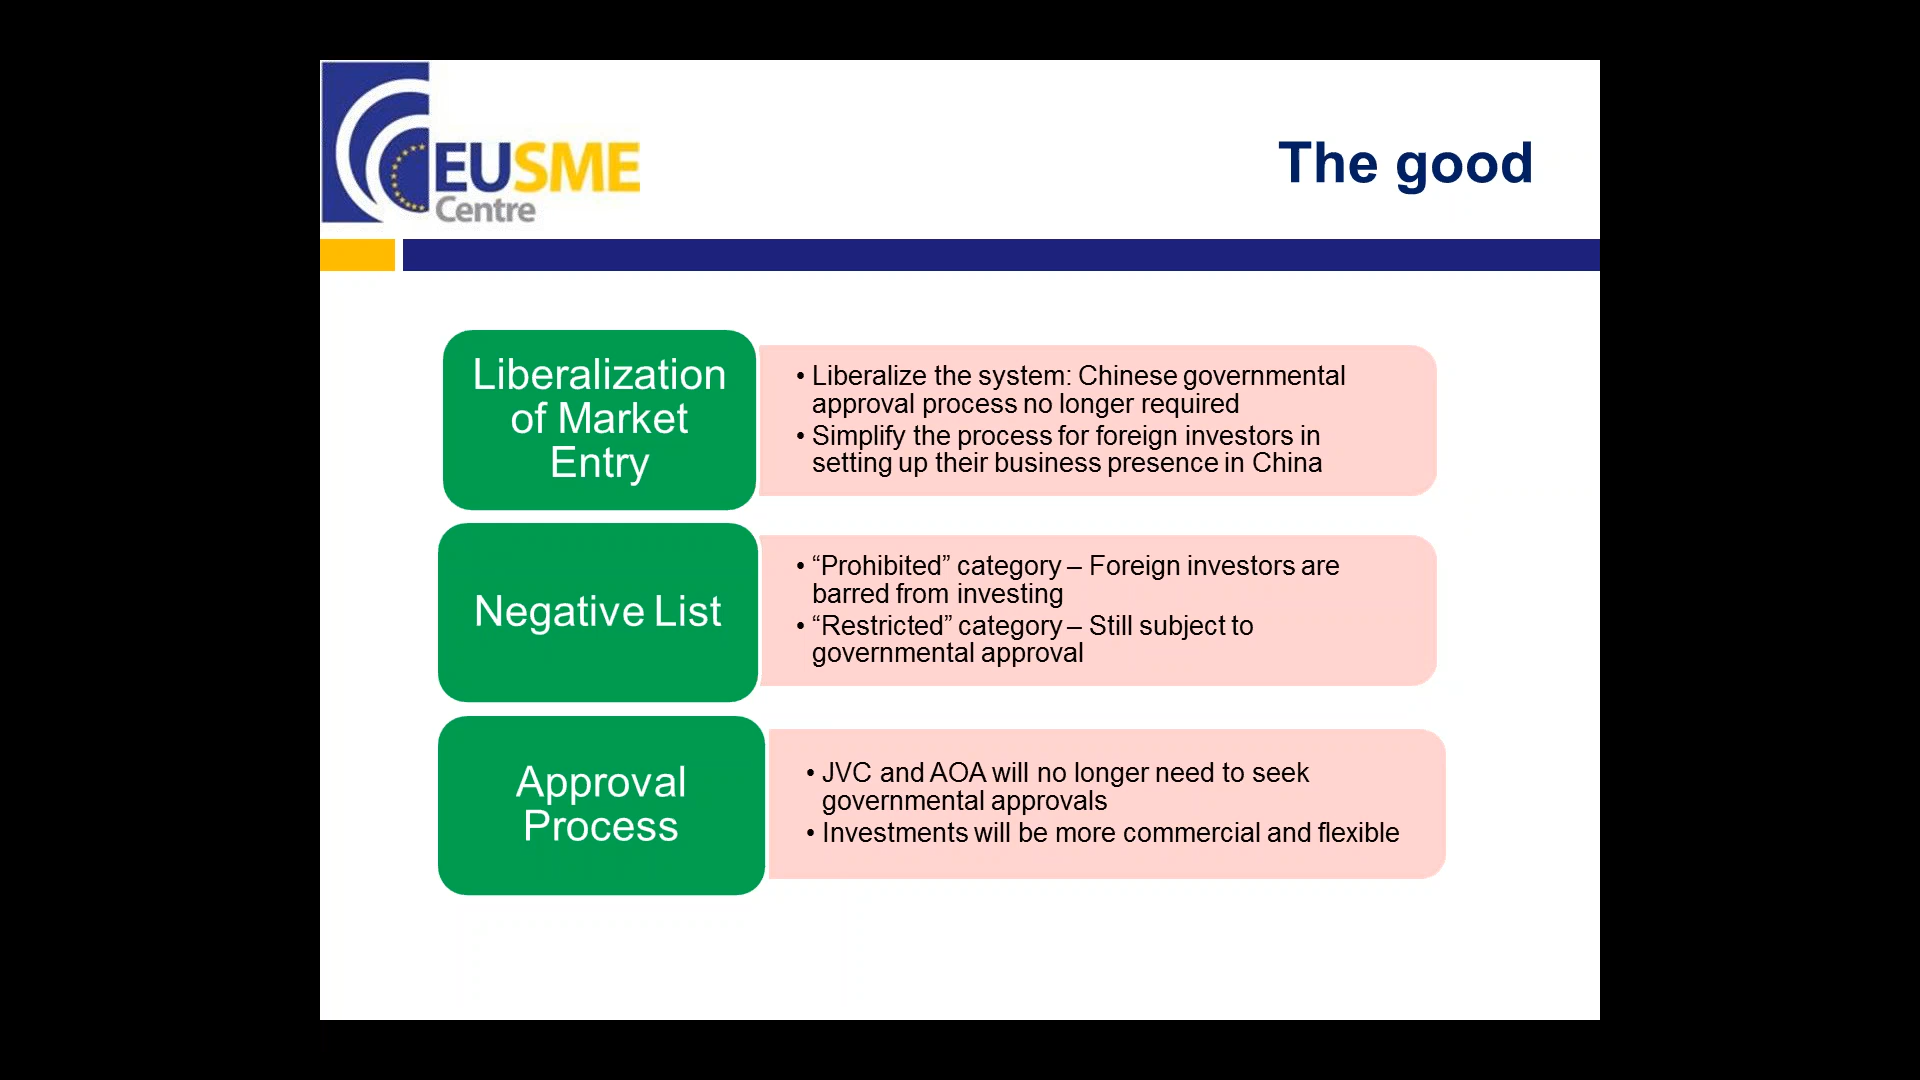 EUSME
Centre
The good
Liberalization
of Market
Entry
• Liberalize the system: Chinese governmental
approval process no longer required
• Simplify the process for foreign investors in
setting up their business presence in China
Negative List
• “Prohibited” category – Foreign investors are
barred from investing
• “Restricted” category – Still subject to
governmental approval
Approval
Process
• JVC and AOA will no longer need to seek
governmental approvals
• Investments will be more commercial and flexible